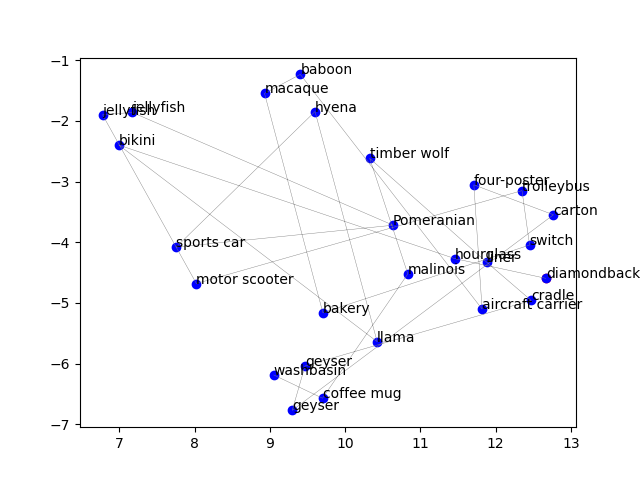 −1
baboon
macaque
jellyfish
jellyfish
hyena
−2
bikini
timber wolf
−3
four-poster
trolleybus
carton
Pomeranian
−4
sports car
switch
hourglass
liner
malinois
diamondback
motor scooter
cradle
aircraft carrier
−5
bakery
llama
geyser
−6
washbasin
coffee mug
geyser
−7
7
8
9
10
11
12
13